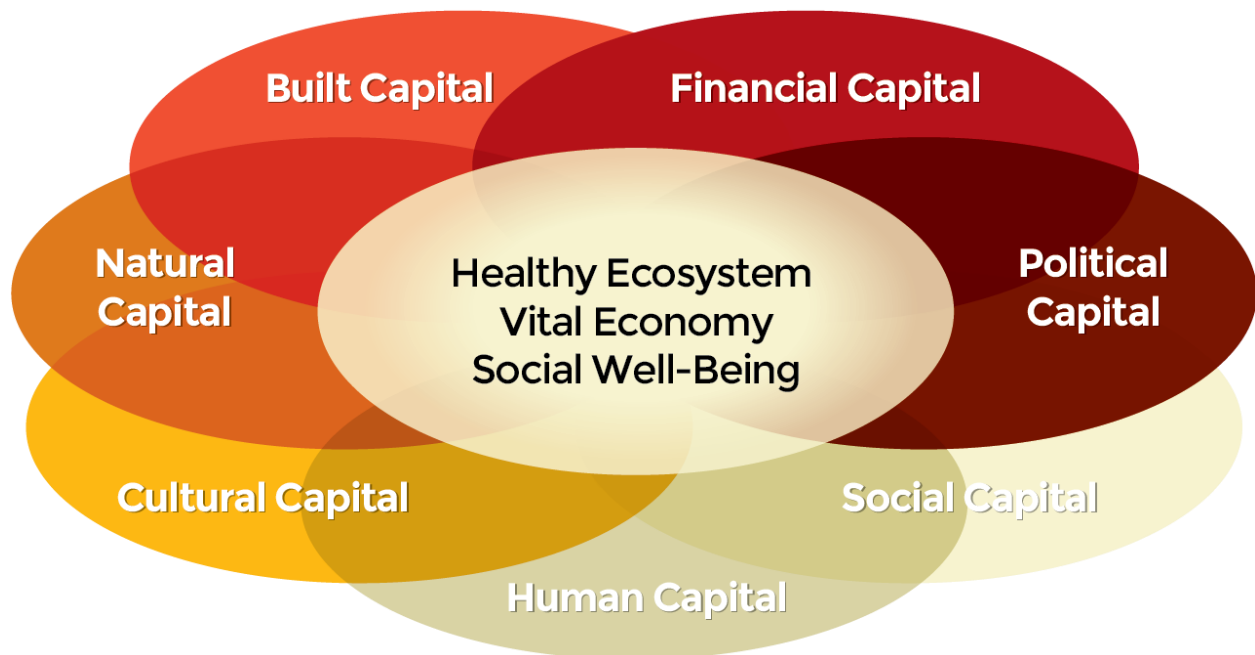 Built Capital
Financial Capital
Natural
Capital
Healthy Ecosystem
Vital Economy
Social Well-Being
Political
Capital
Cultural Capital
Social Capital
Human Capital